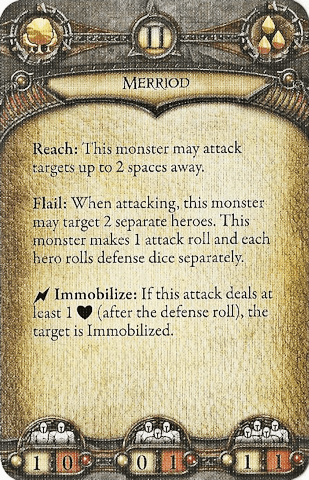 II
MERRIOD
Reach: This monster may attack
targets up to 2 spaces away.
Flail: When attacking, this monster
may target 2 separate heroes. This
monster makes 1 attack roll and each
hero rolls defense dice separately.
Immobilize: If this attack deals at
least 1 ♥ (after the defense roll), the
target is Immobilized.
1 0 0 1 1 1